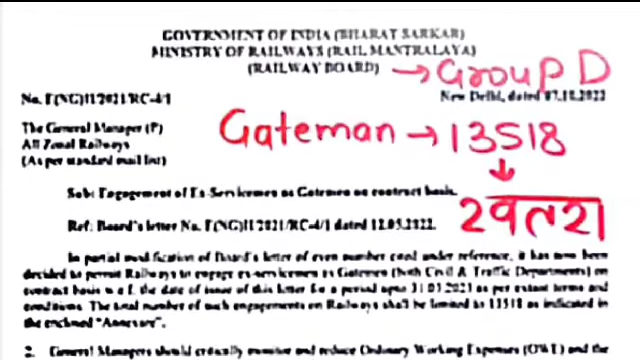 GOVERNMENT OF INDIA (BHARAT SARKAR)
MINISTRY OF RAILWAYS (RAIL MANTRALAYA)
(RAILWAY BOARD) → Group D
No. E(NG)II/2021/RC-4/1
New Delhi, dated 07.10.2022
The General Manager (P)
All Zonal Railways
(As per standard mail list)
Gateman → 13518
↓
खतरा
Sub: Engagement of Ex-Servicemen as Gatemen on contract basis.
Ref: Board's letter No. E(NG)II/2021/RC-4/1 dated 12.05.2022.
In partial modification of Board's letter of even number cited under reference, it has now been
decided to permit Railways to engage ex-servicemen as Gatemen (both Civil & Traffic Departments) on
contract basis w.e.f. the date of issue of this letter for a period upto 31.03.2023 as per extant terms and
conditions. The total number of such engagements on Railways shall be limited to 13518 as indicated in
the enclosed "Annexure".
2. General Managers should critically monitor and reduce Ordinary Working Expenses (OWE) and the